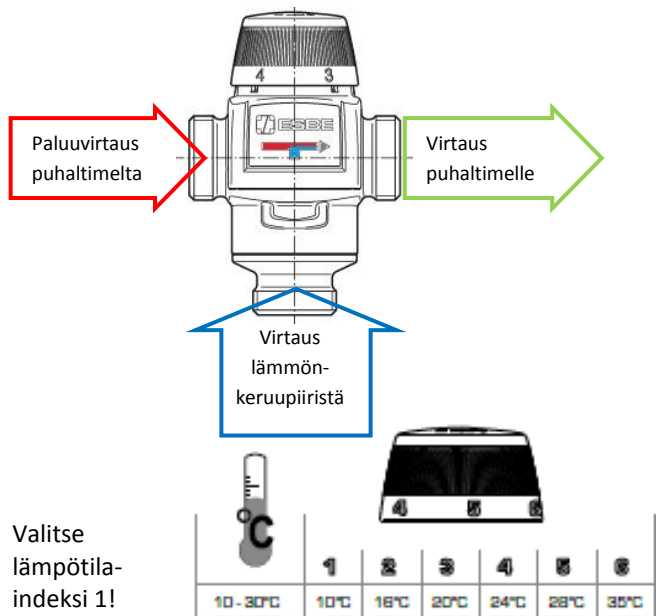 4 3
ESBE
Paluuvirtaus
puhaltimelta
Virtaus
puhaltimelle
Virtaus
lämmön-
keruupiiristä
4 5 6
°C
Valitse
lämpötila-
indeksi 1!
1 2 3 4 5 6
10 - 30°C 10°C 16°C 20°C 24°C 28°C 35°C